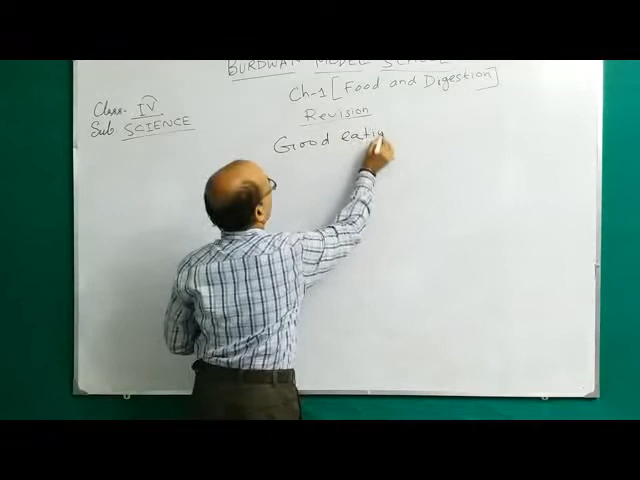 BURDWAN MODEL SCHOOL
Ch-1 [Food and Digestion]
Class- IV
Sub. SCIENCE
Revision
Good eatin